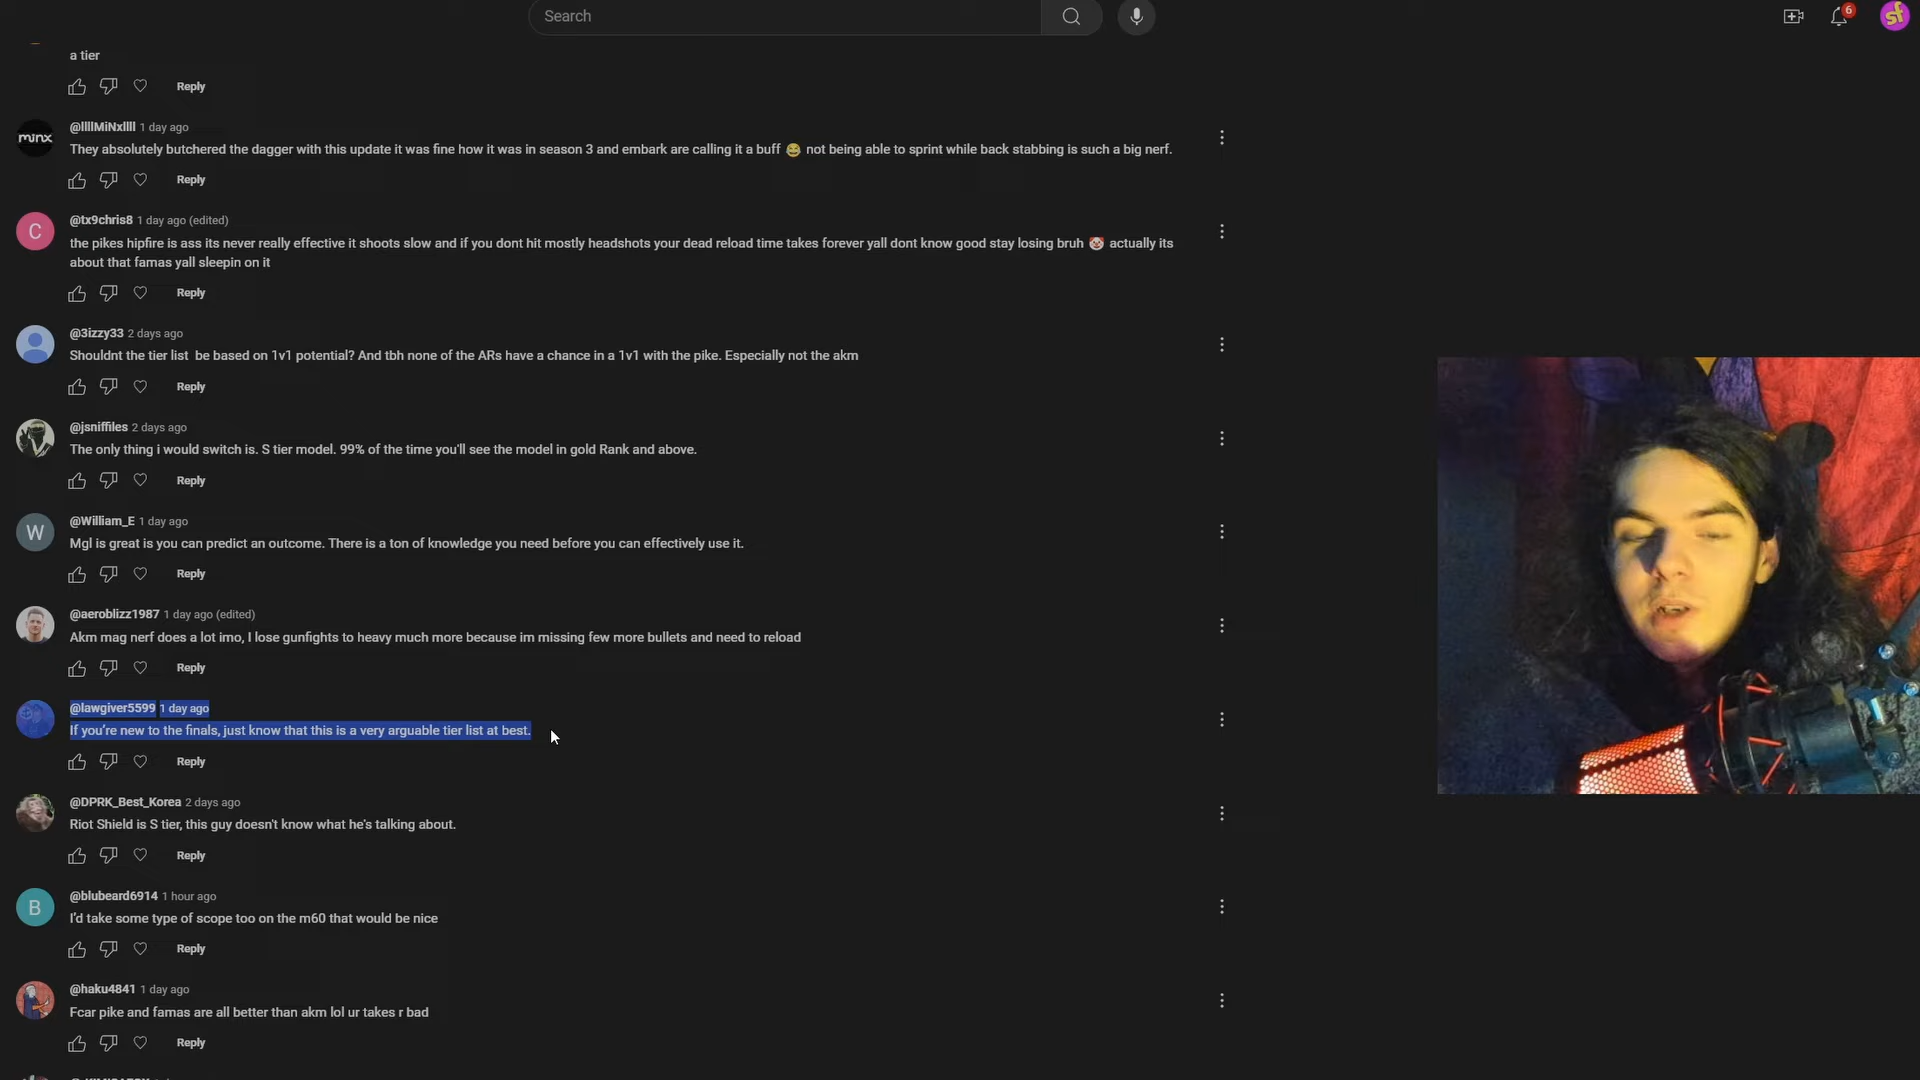 Search
6
sf
a tier
Reply
minx
@llllMiNxllll 1 day ago
They absolutely butchered the dagger with this update it was fine how it was in season 3 and embark are calling it a buff 😂 not being able to sprint while back stabbing is such a big nerf.
Reply
C
@tx9chris8 1 day ago (edited)
the pikes hipfire is ass its never really effective it shoots slow and if you dont hit mostly headshots your dead reload time takes forever yall dont know good stay losing bruh 🤡 actually its
about that famas yall sleepin on it
Reply
@3izzy33 2 days ago
Shouldnt the tier list be based on 1v1 potential? And tbh none of the ARs have a chance in a 1v1 with the pike. Especially not the akm
Reply
@jsniffiles 2 days ago
The only thing i would switch is. S tier model. 99% of the time you'll see the model in gold Rank and above.
Reply
W
@William_E 1 day ago
Mgl is great is you can predict an outcome. There is a ton of knowledge you need before you can effectively use it.
Reply
@aeroblizz1987 1 day ago (edited)
Akm mag nerf does a lot imo, I lose gunfights to heavy much more because im missing few more bullets and need to reload
Reply
@lawgiver5599 1 day ago
If you're new to the finals, just know that this is a very arguable tier list at best.
Reply
@DPRK_Best_Korea 2 days ago
Riot Shield is S tier, this guy doesn't know what he's talking about.
Reply
B
@blubeard6914 1 hour ago
I'd take some type of scope too on the m60 that would be nice
Reply
@haku4841 1 day ago
Fcar pike and famas are all better than akm lol ur takes r bad
Reply